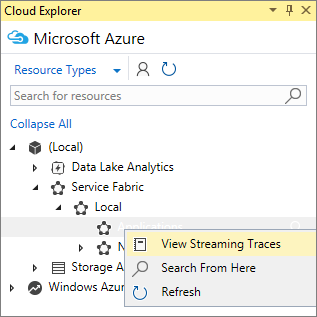 Cloud Explorer
Microsoft Azure
Resource Types
Search for resources
Collapse All
(Local)
Data Lake Analytics
Service Fabric
Local
Applications
View Streaming Traces
N
Search From Here
Storage A
Refresh
Windows Azur